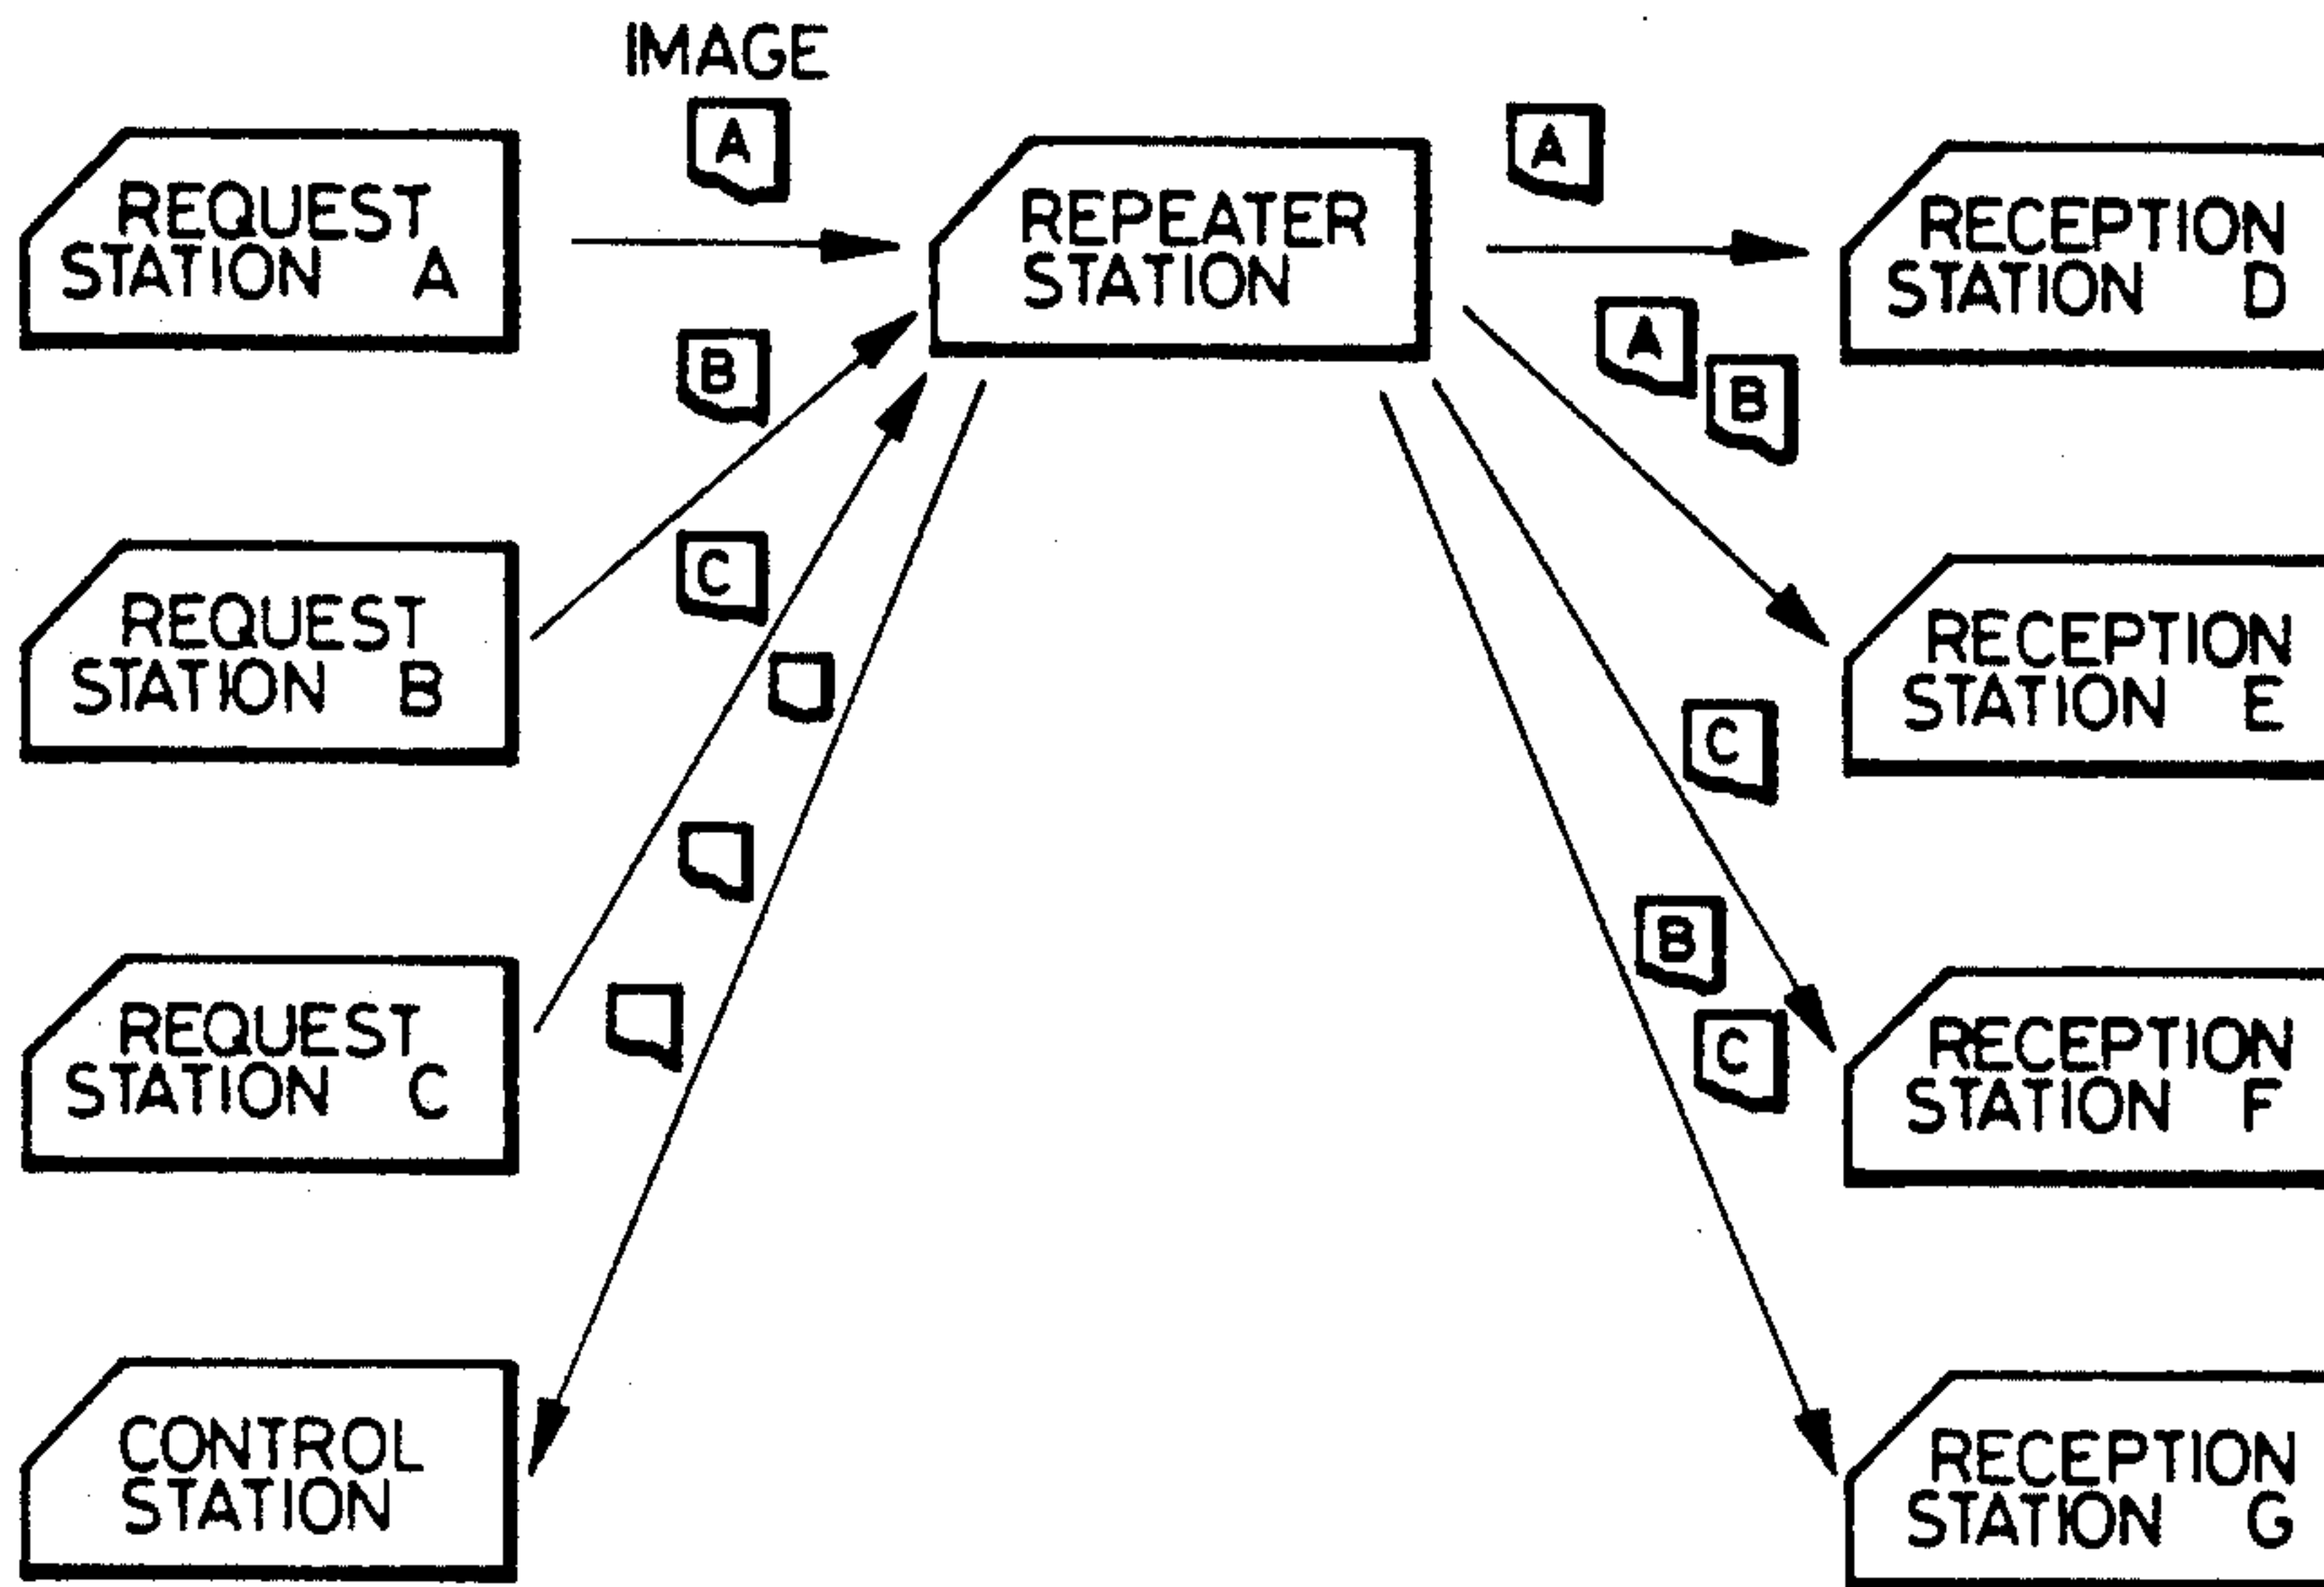 IMAGE
A
REQUEST
STATION A
REPEATER
STATION
A
RECEPTION
STATION D
B
A
B
REQUEST
STATION B
C
RECEPTION
STATION E
C
REQUEST
STATION C
B
C
RECEPTION
STATION F
CONTROL
STATION
RECEPTION
STATION G